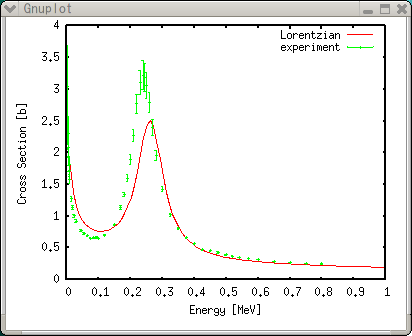 Gnuplot
4
3.5
3
2.5
2
1.5
1
0.5
0
Cross Section [b]
Lorentzian
experiment
0 0.1 0.2 0.3 0.4 0.5 0.6 0.7 0.8 0.9 1
Energy [MeV]